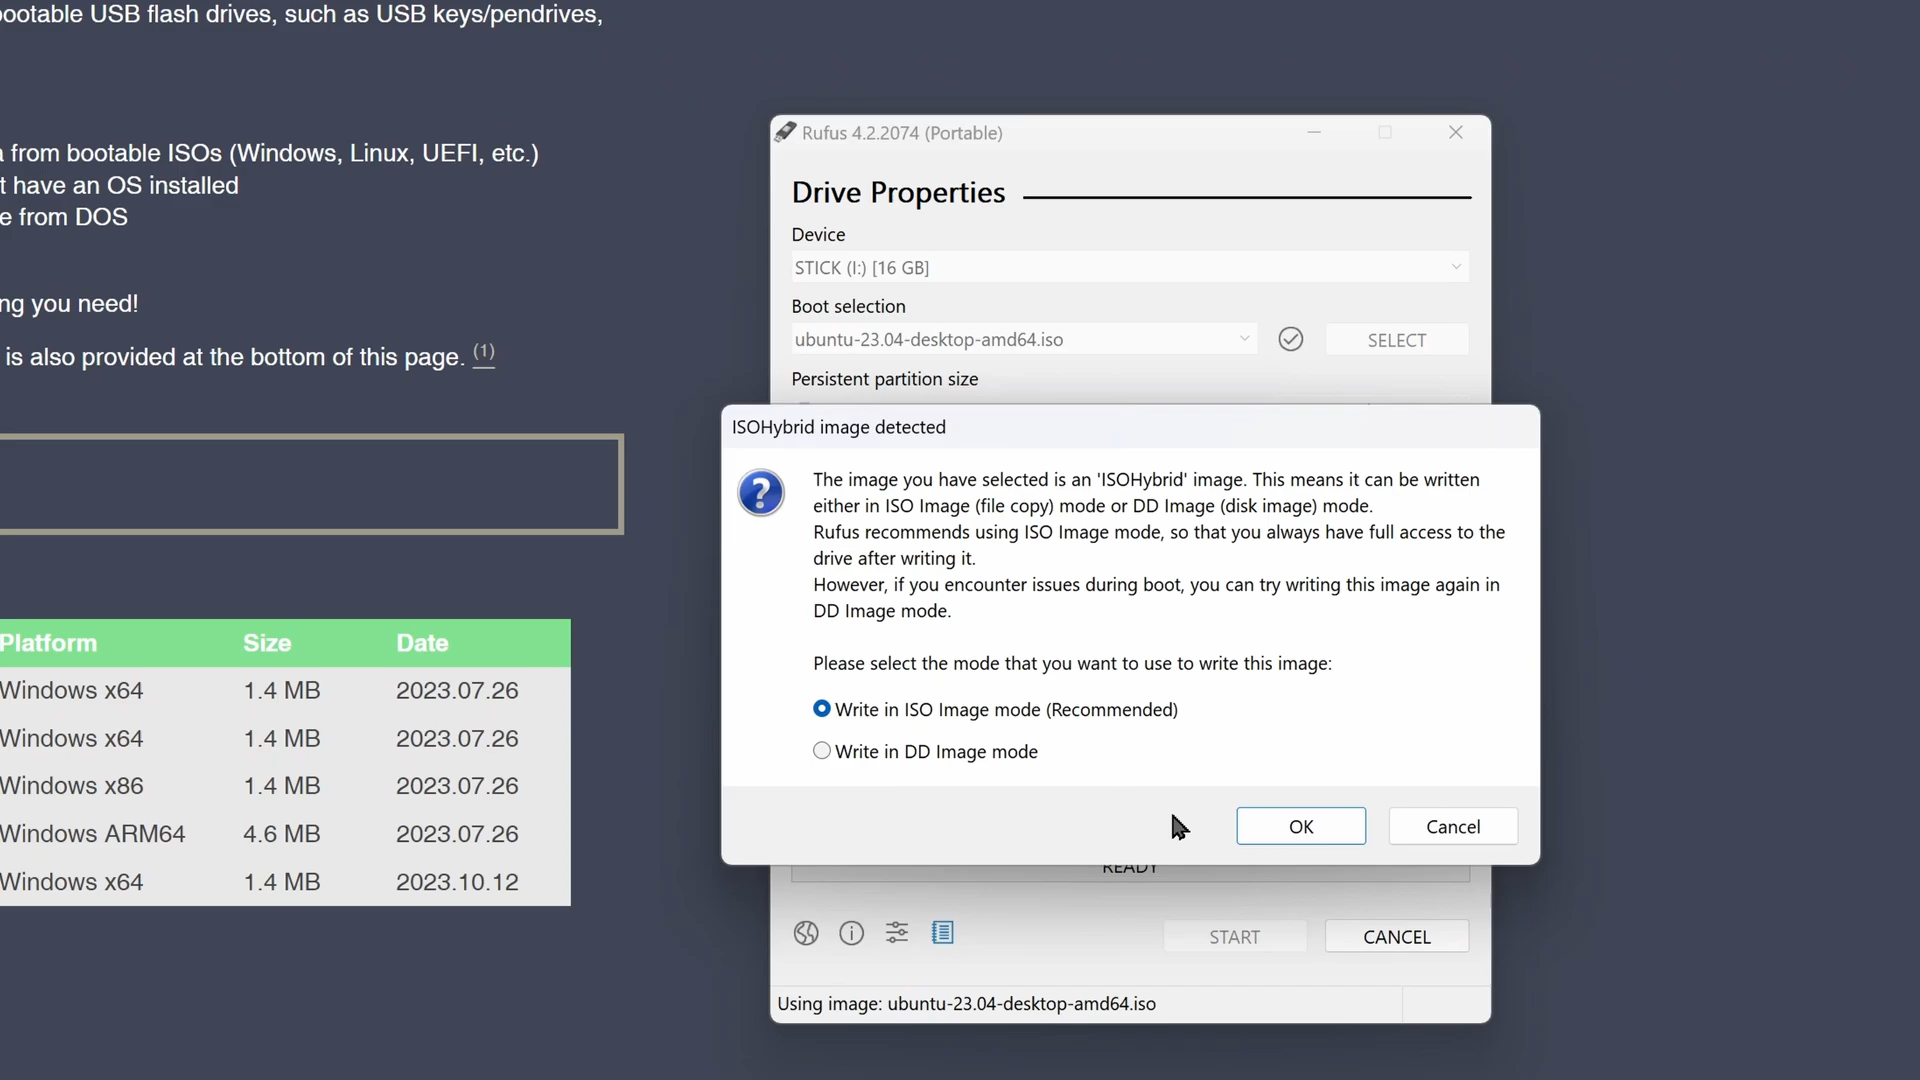 bootable USB flash drives, such as USB keys/pendrives,
from bootable ISOs (Windows, Linux, UEFI, etc.)
t have an OS installed
e from DOS
ng you need!
is also provided at the bottom of this page. (1)
Platform Size Date
Windows x64 1.4 MB 2023.07.26
Windows x64 1.4 MB 2023.07.26
Windows x86 1.4 MB 2023.07.26
Windows ARM64 4.6 MB 2023.07.26
Windows x64 1.4 MB 2023.10.12
Rufus 4.2.2074 (Portable)
Drive Properties
Device
STICK (I:) [16 GB]
Boot selection
ubuntu-23.04-desktop-amd64.iso SELECT
Persistent partition size
ISOHybrid image detected
The image you have selected is an 'ISOHybrid' image. This means it can be written
either in ISO Image (file copy) mode or DD Image (disk image) mode.
Rufus recommends using ISO Image mode, so that you always have full access to the
drive after writing it.
However, if you encounter issues during boot, you can try writing this image again in
DD Image mode.
Please select the mode that you want to use to write this image:
Write in ISO Image mode (Recommended)
Write in DD Image mode
OK Cancel
READY
START CANCEL
Using image: ubuntu-23.04-desktop-amd64.iso